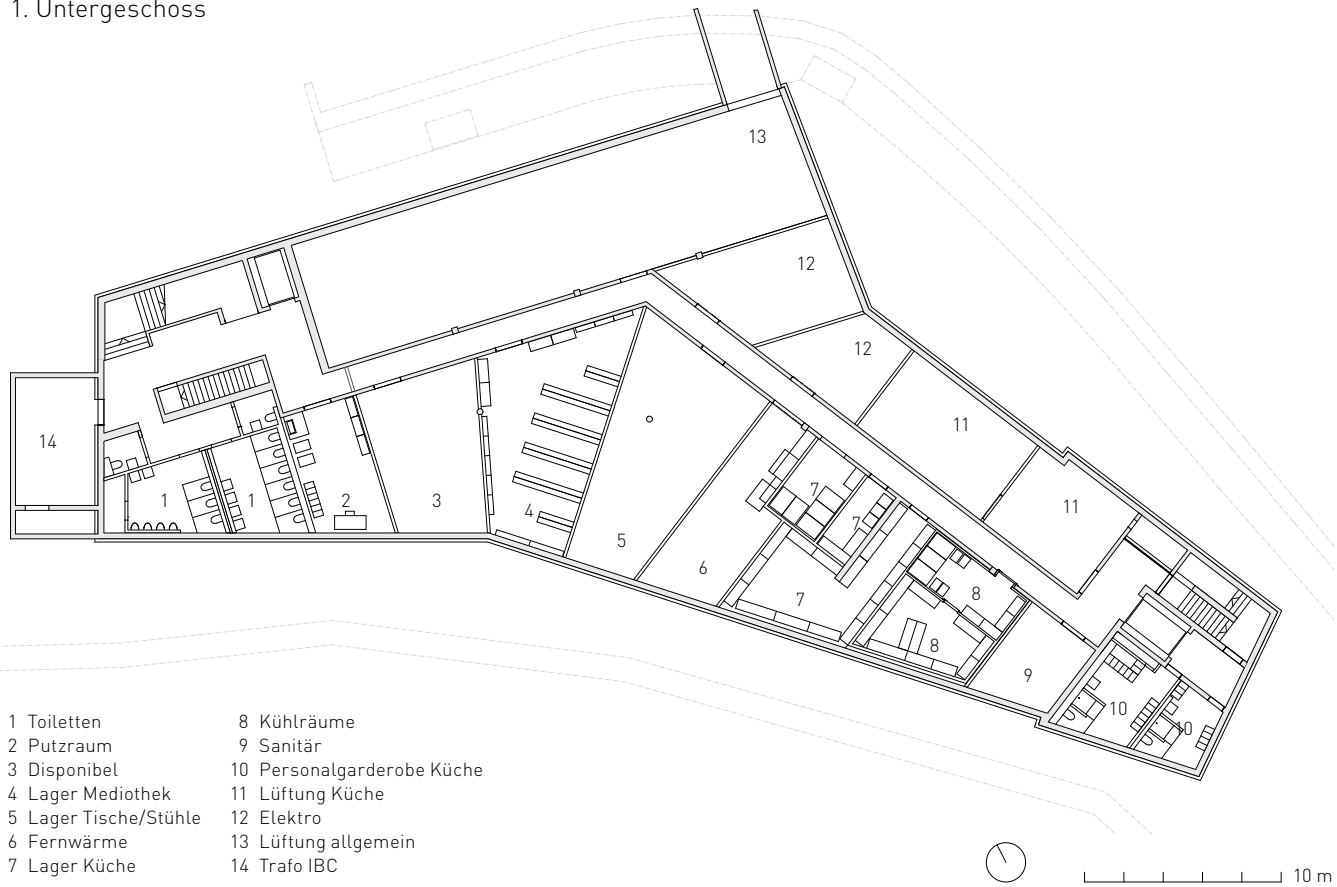 1. Untergeschoss
13
12
12
14
11
1
1
2
3
4
7
7
11
5
6
7
8
8
9
10
10
1 Toiletten
2 Putzraum
3 Disponibel
4 Lager Mediothek
5 Lager Tische/Stühle
6 Fernwärme
7 Lager Küche
8 Kühlräume
9 Sanitär
10 Personalgarderobe Küche
11 Lüftung Küche
12 Elektro
13 Lüftung allgemein
14 Trafo IBC
10 m